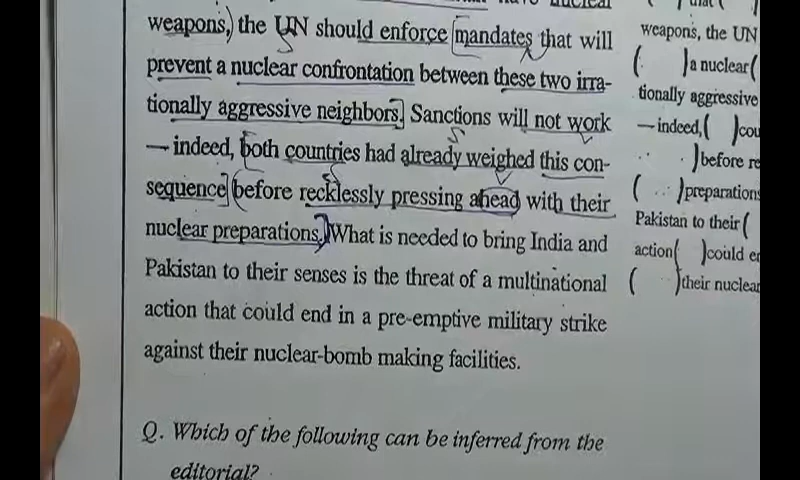 have nuclear
weapons, the UN should enforce mandates that will
prevent a nuclear confrontation between these two irra-
tionally aggressive neighbors. Sanctions will not work
— indeed, both countries had already weighed this con-
sequence before recklessly pressing ahead with their
nuclear preparations. What is needed to bring India and
Pakistan to their senses is the threat of a multinational
action that could end in a pre-emptive military strike
against their nuclear-bomb making facilities.
Q. Which of the following can be inferred from the
editorial?
( ) that ( )
weapons, the UN
( ) a nuclear (
tionally aggressive
— indeed, ( ) cou
) before re
( ) preparations
Pakistan to their (
action ( ) could en
( ) their nuclear